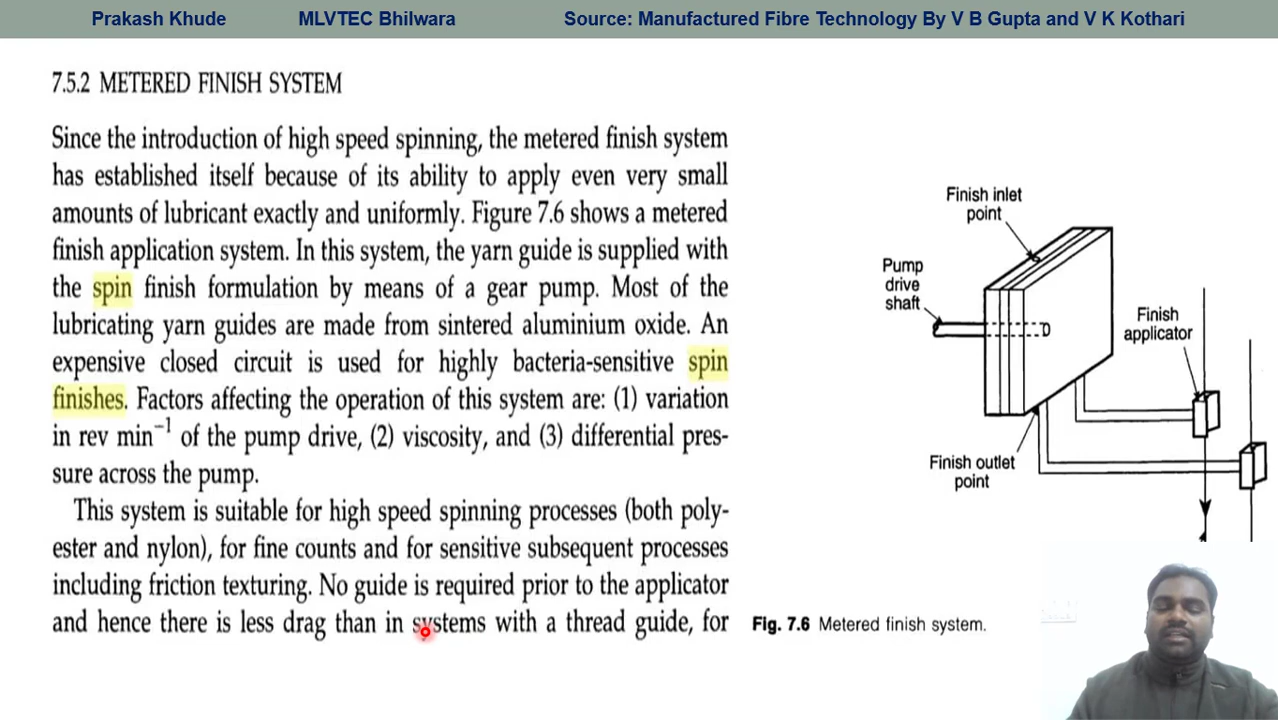 Prakash Khude MLVTEC Bhilwara Source: Manufactured Fibre Technology By V B Gupta and V K Kothari
7.5.2 METERED FINISH SYSTEM
Since the introduction of high speed spinning, the metered finish system
has established itself because of its ability to apply even very small
amounts of lubricant exactly and uniformly. Figure 7.6 shows a metered
finish application system. In this system, the yarn guide is supplied with
the spin finish formulation by means of a gear pump. Most of the
lubricating yarn guides are made from sintered aluminium oxide. An
expensive closed circuit is used for highly bacteria-sensitive spin
finishes. Factors affecting the operation of this system are: (1) variation
in rev min⁻¹ of the pump drive, (2) viscosity, and (3) differential pres-
sure across the pump.
This system is suitable for high speed spinning processes (both poly-
ester and nylon), for fine counts and for sensitive subsequent processes
including friction texturing. No guide is required prior to the applicator
and hence there is less drag than in systems with a thread guide, for
Finish inlet
point
Pump
drive
shaft
Finish
applicator
Finish outlet
point
Fig. 7.6 Metered finish system.